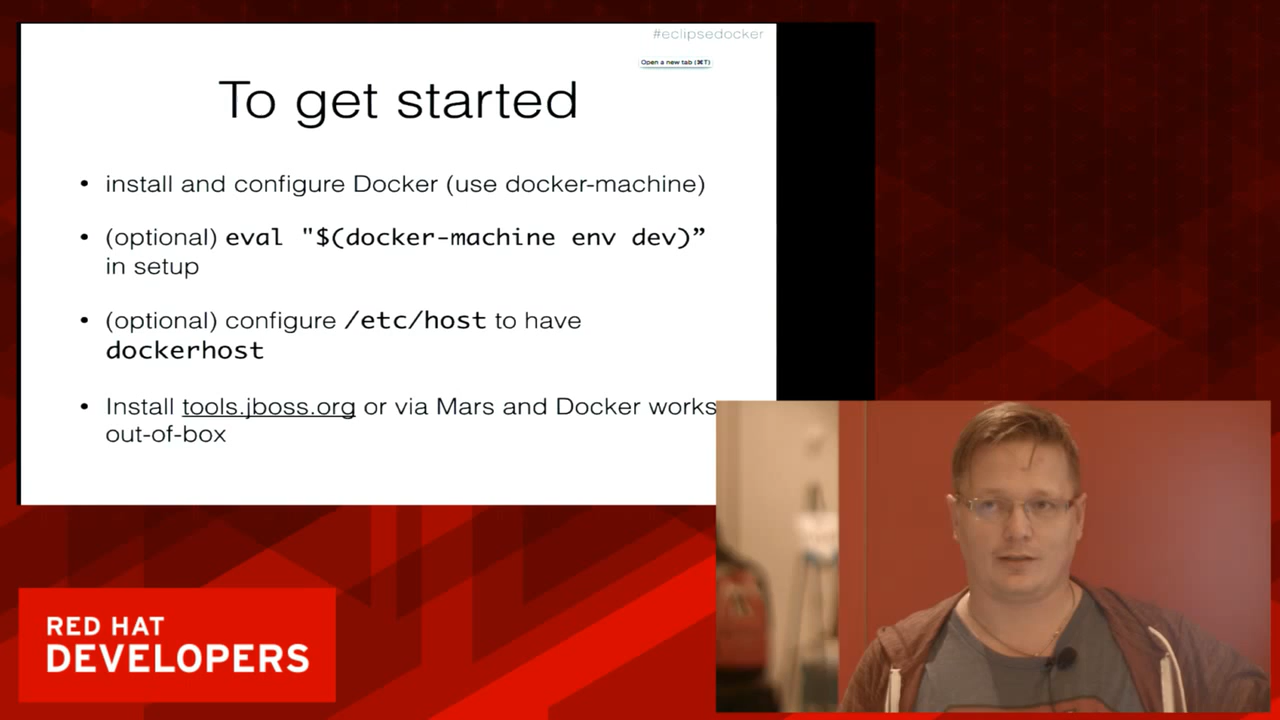 #eclipsedocker
Open a new tab (⌘T)
To get started
• install and configure Docker (use docker-machine)
• (optional) eval "$(docker-machine env dev)”
in setup
• (optional) configure /etc/host to have
dockerhost
• Install tools.jboss.org or via Mars and Docker works
out-of-box
RED HAT
DEVELOPERS